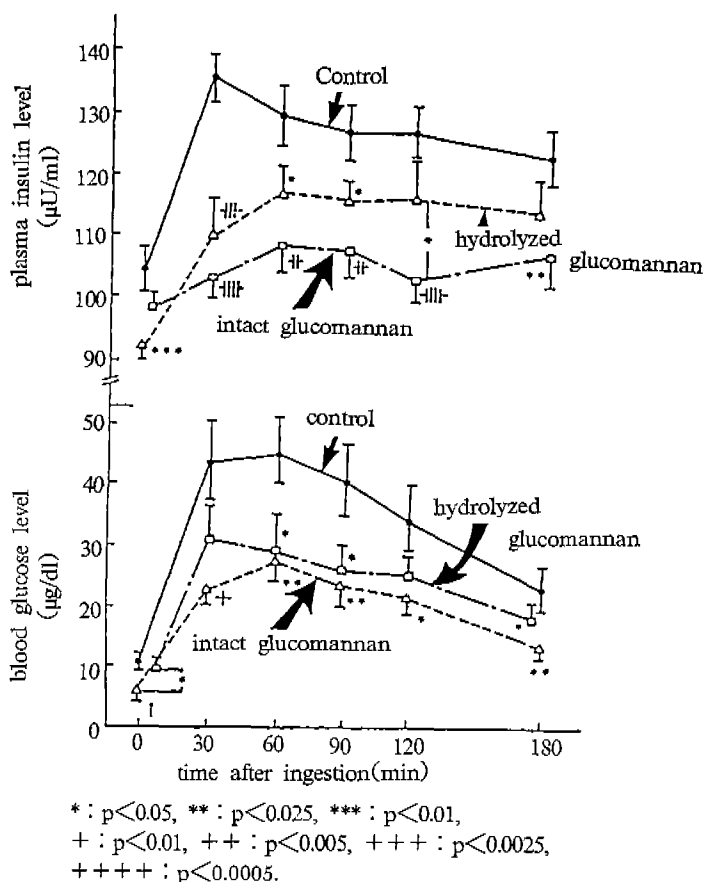 140
130
120
110
100
90
plasma insulin level
(μU/ml)
Control
*
*
*
hydrolyzed
glucomannan
**
intact glucomannan
***
50
40
30
20
10
0
blood glucose level
(μg/dl)
control
hydrolyzed
glucomannan
*
*
*
+
**
**
*
**
intact glucomannan
*
*
0 30 60 90 120 180
time after ingestion(min)
*：p<0.05, **：p<0.025, ***：p<0.01,
+：p<0.01, ++：p<0.005, +++：p<0.0025,
++++：p<0.0005.